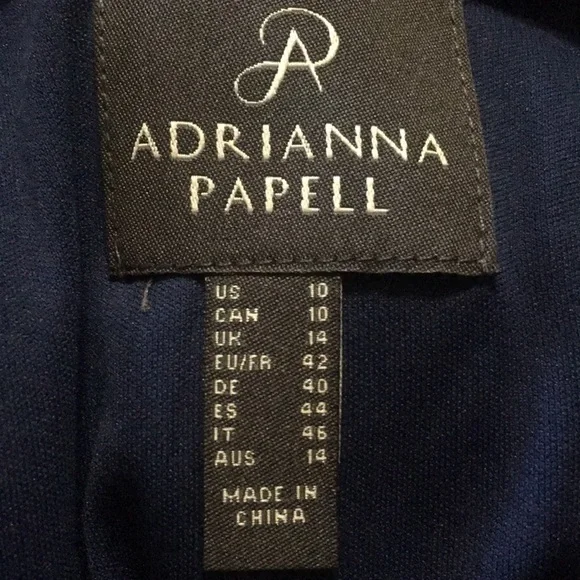 ADRIANNA
PAPELL
US 10
CAN 10
UK 14
EU/FR 42
DE 40
ES 44
IT 46
AUS 14
MADE IN
CHINA